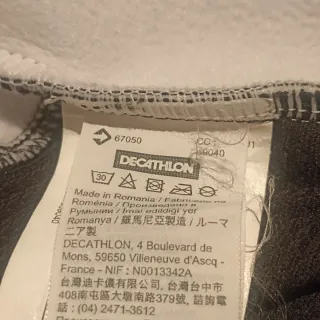 67050
DECATHLON
30
Made in Romania / Fabriqué en
Roménia / Произведено в
Румынии / Imal edildiği yer
Romanya / 羅馬尼亞製造 / ルーマ
ニア製
DECATHLON, 4 Boulevard de
Mons, 59650 Villeneuve d'Ascq -
France - NIF: N0013342A
台灣迪卡儂有限公司, 台灣台中市
408南屯區大墩南路379號, 諮詢電
話: (04) 2471-3612